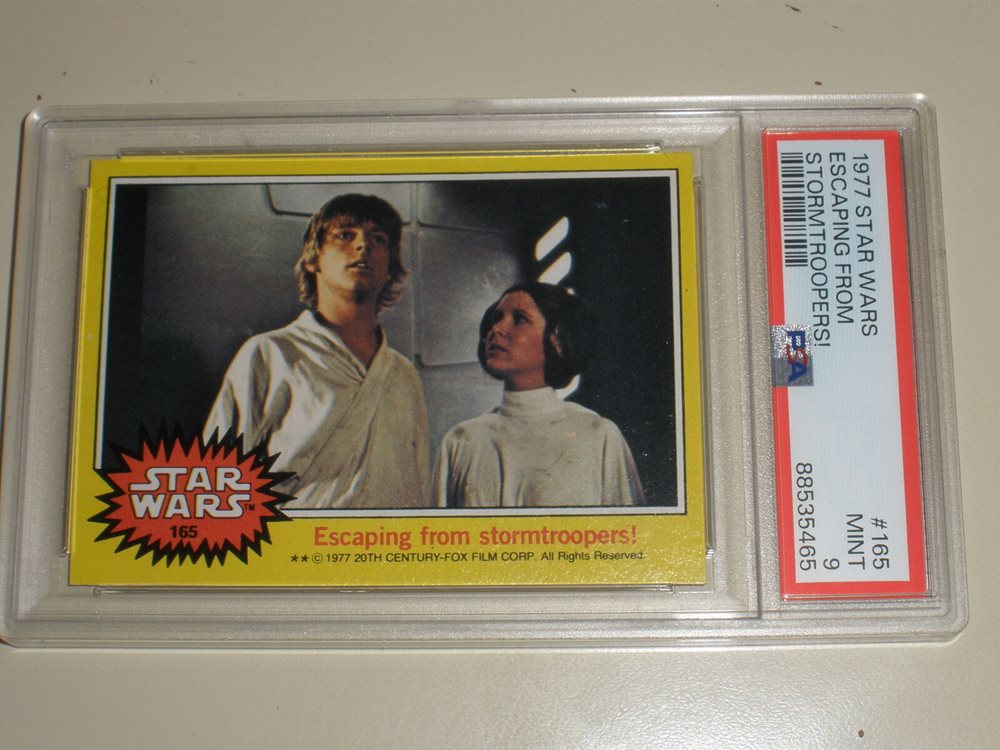 STAR
WARS™
165
Escaping from stormtroopers!
★★ © 1977 20TH CENTURY-FOX FILM CORP. All Rights Reserved.
1977 STAR WARS
ESCAPING FROM
STORMTROOPERS!
PSA
#165
MINT
9
88535465